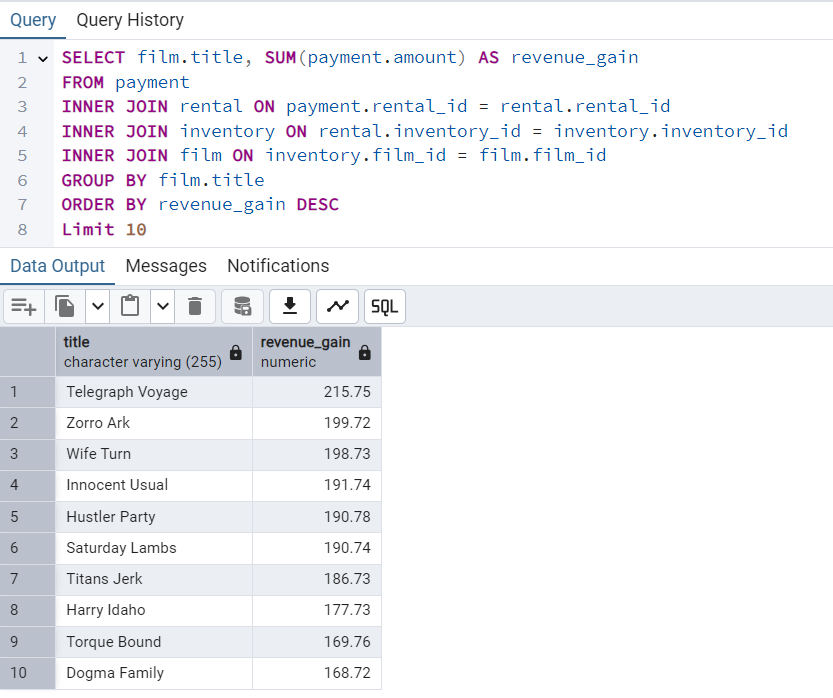 Query Query History
1 SELECT film.title, SUM(payment.amount) AS revenue_gain
2 FROM payment
3 INNER JOIN rental ON payment.rental_id = rental.rental_id
4 INNER JOIN inventory ON rental.inventory_id = inventory.inventory_id
5 INNER JOIN film ON inventory.film_id = film.film_id
6 GROUP BY film.title
7 ORDER BY revenue_gain DESC
8 Limit 10
Data Output Messages Notifications
SQL
title revenue_gain
character varying (255) numeric
1 Telegraph Voyage 215.75
2 Zorro Ark 199.72
3 Wife Turn 198.73
4 Innocent Usual 191.74
5 Hustler Party 190.78
6 Saturday Lambs 190.74
7 Titans Jerk 186.73
8 Harry Idaho 177.73
9 Torque Bound 169.76
10 Dogma Family 168.72